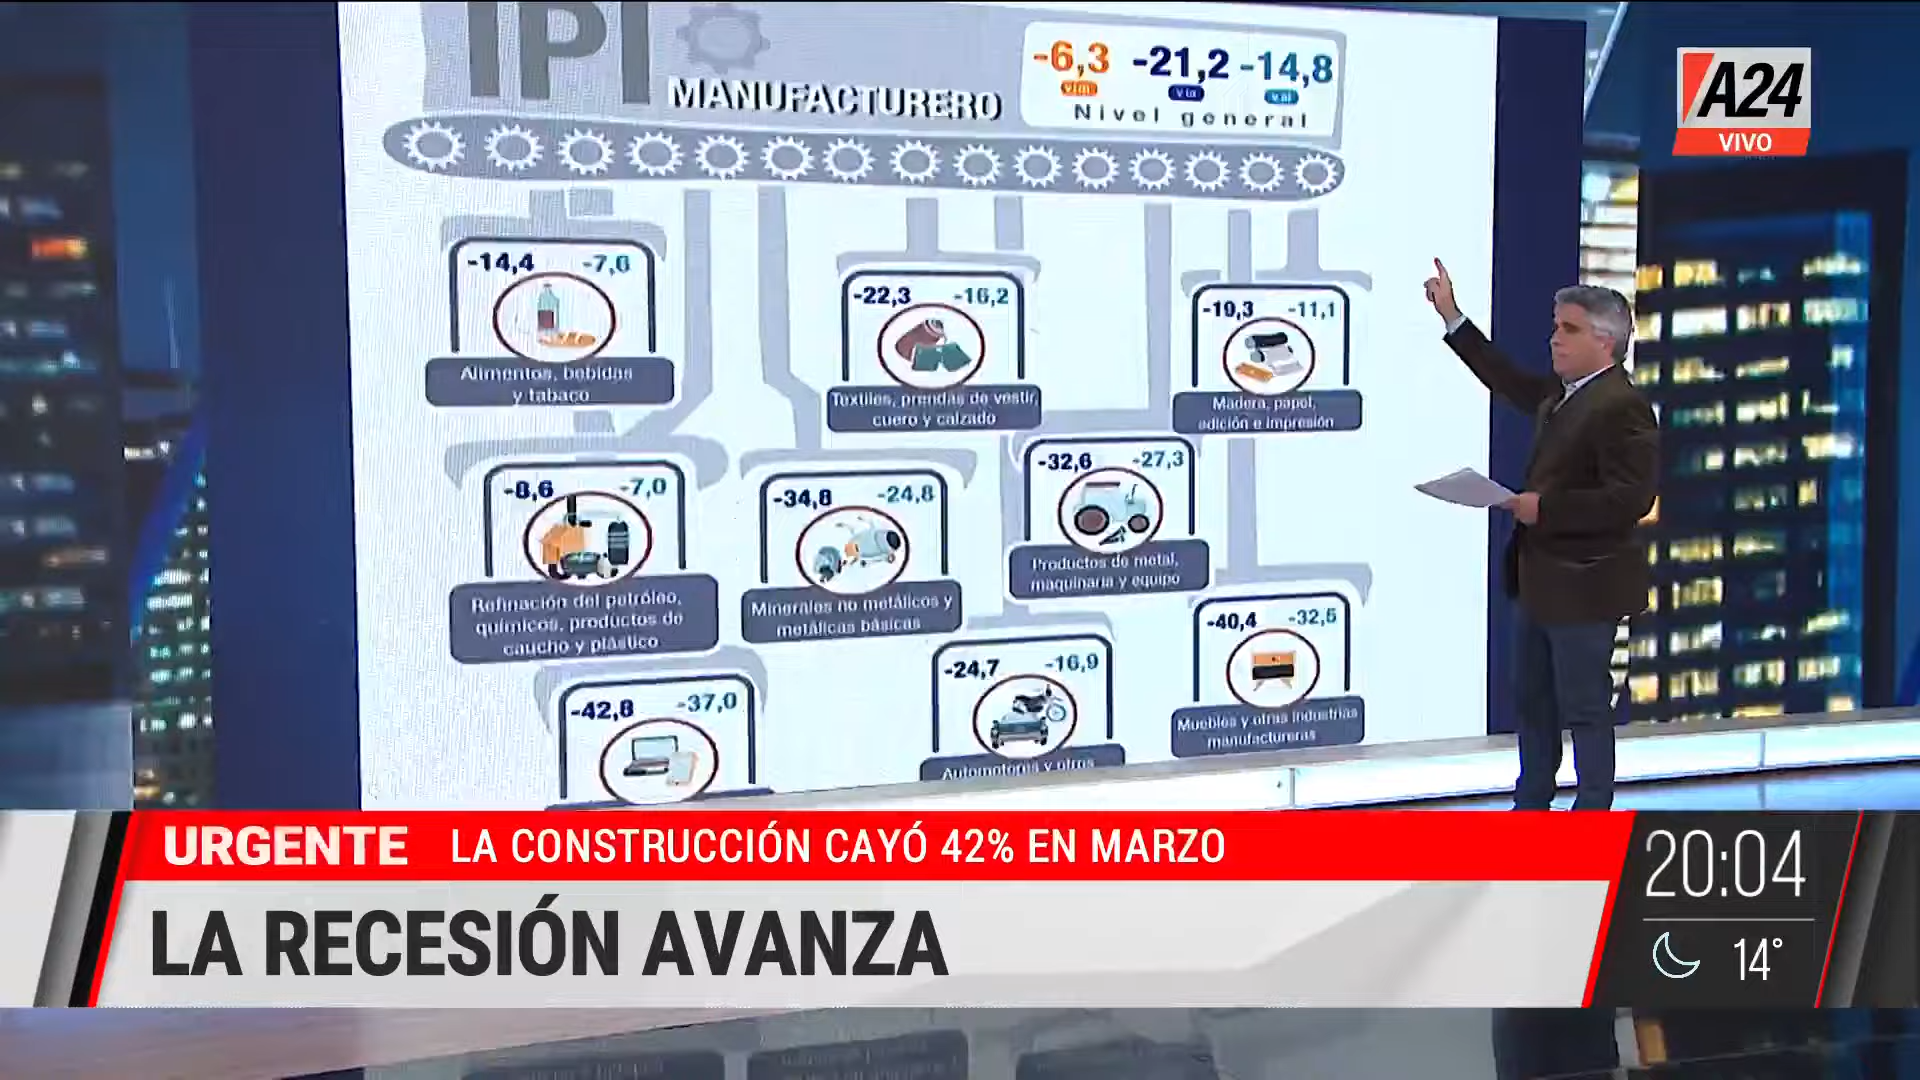 IPI
MANUFACTURERO
-6,3 -21,2 -14,8
v.i.a
Nivel general
A24
VIVO
-14,4 -7,6
Alimentos, bebidas
y tabaco
-22,3 -16,2
Textiles, prendas de vestir,
cuero y calzado
-19,3 -11,1
Madera, papel,
edición e impresión
-8,6 -7,0
Refinación del petróleo,
químicos, productos de
caucho y plástico
-34,8 -24,8
Minerales no metálicos y
metálicas básicas
-32,6 -27,3
Productos de metal,
maquinaria y equipo
-42,8 -37,0
-24,7 -16,9
Automotores y otros
-40,4 -32,5
Muebles y otras industrias
manufactureras
URGENTE LA CONSTRUCCIÓN CAYÓ 42% EN MARZO
LA RECESIÓN AVANZA
20:04
14°